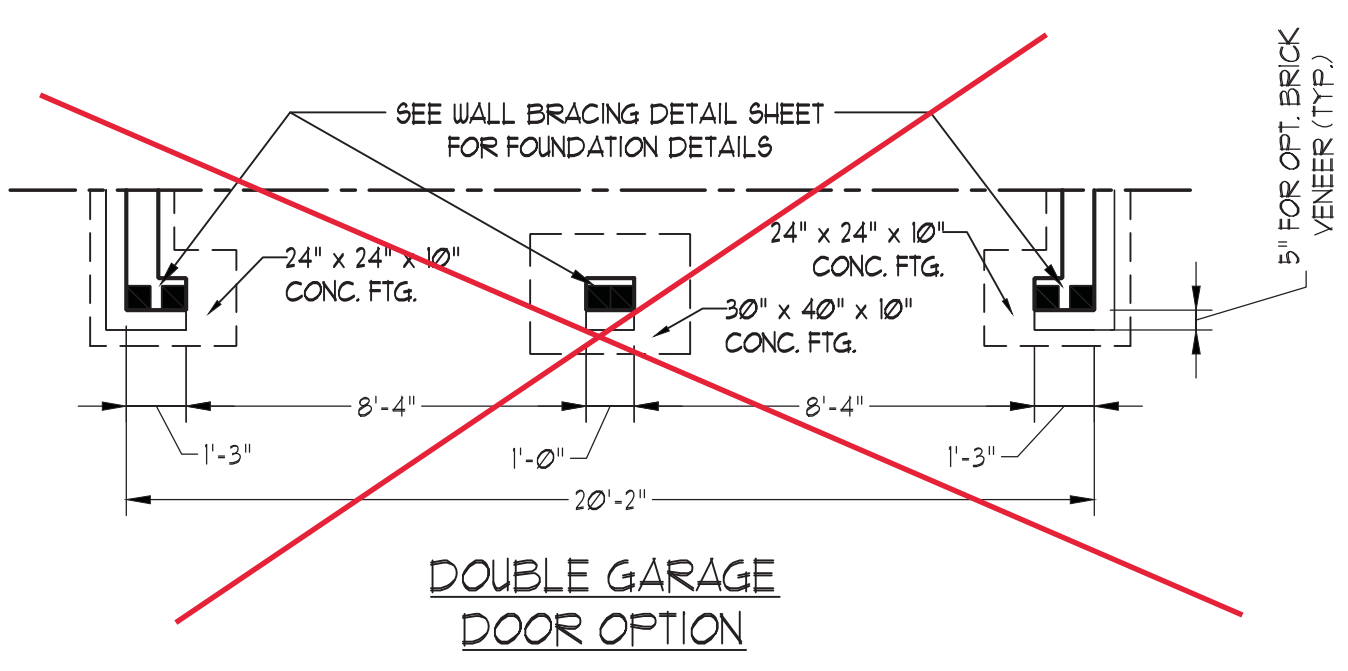 SEE WALL BRACING DETAIL SHEET
FOR FOUNDATION DETAILS
5" FOR OPT. BRICK
VENEER (TYP.)
24" x 24" x 10"
CONC. FTG.
24" x 24" x 10"
CONC. FTG.
30" x 40" x 10"
CONC. FTG.
8'-4"
8'-4"
1'-3"
1'-0"
1'-3"
20'-2"
DOUBLE GARAGE
DOOR OPTION